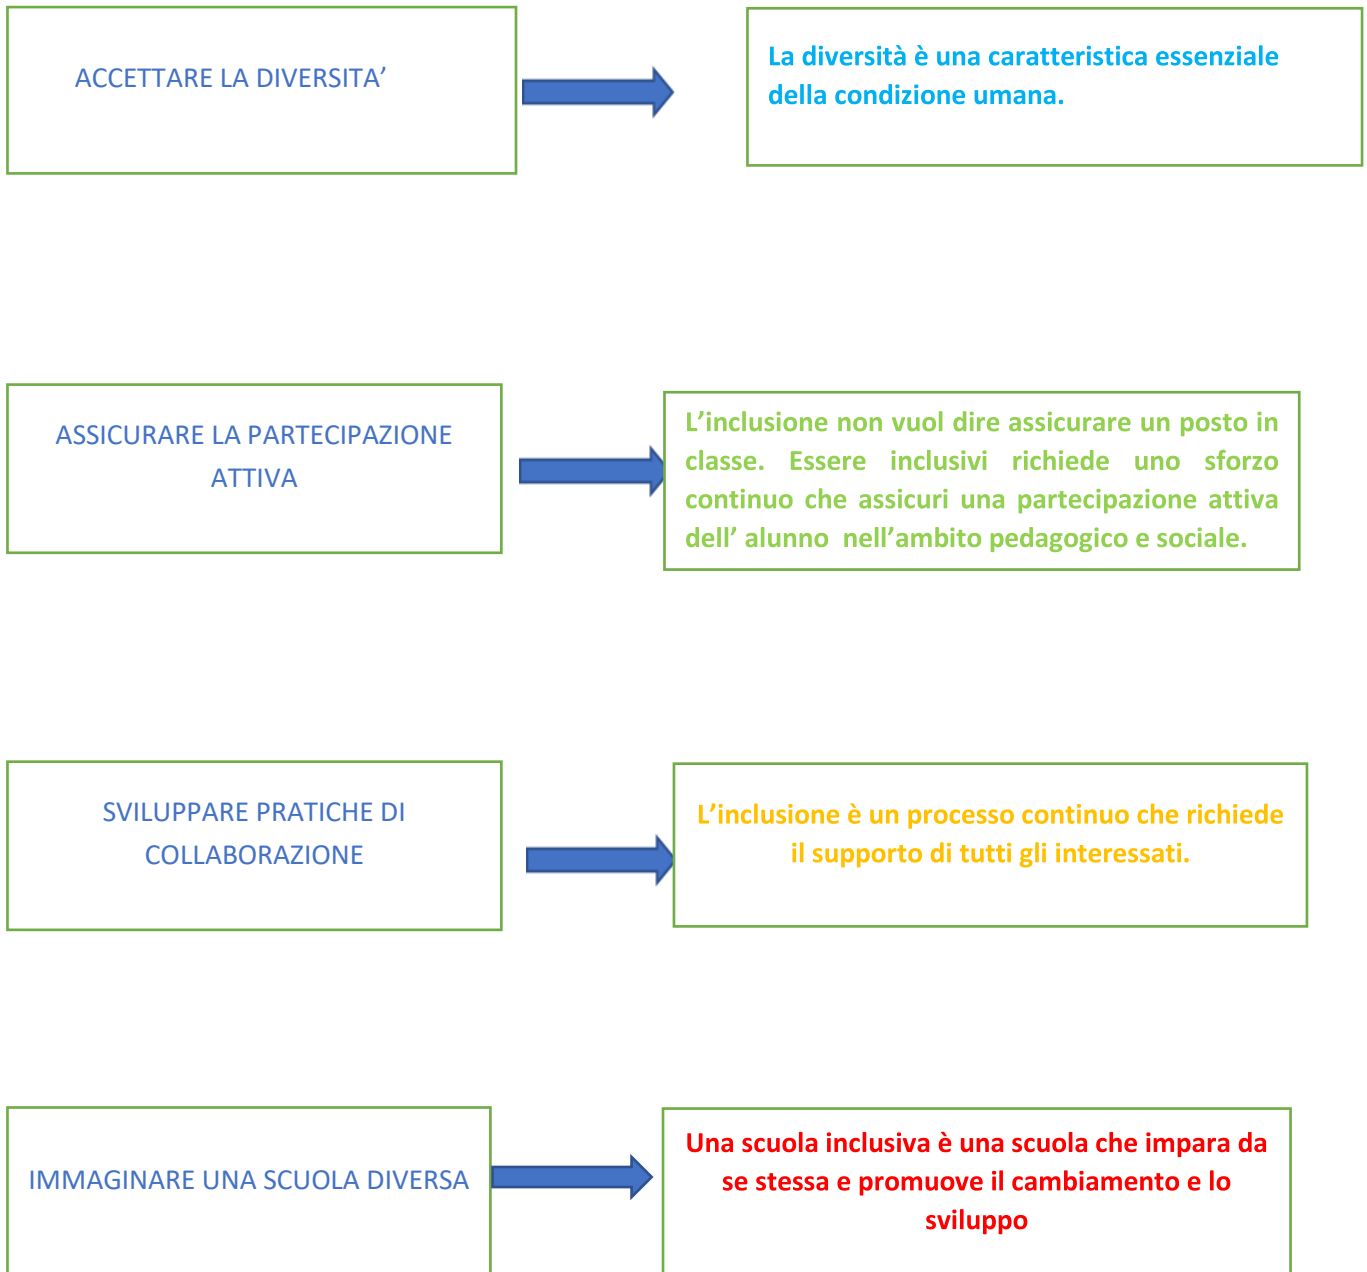 ACCETTARE LA DIVERSITA’
La diversità è una caratteristica essenziale
della condizione umana.
ASSICURARE LA PARTECIPAZIONE
ATTIVA
L’inclusione non vuol dire assicurare un posto in
classe. Essere inclusivi richiede uno sforzo
continuo che assicuri una partecipazione attiva
dell’ alunno  nell’ambito pedagogico e sociale.
SVILUPPARE PRATICHE DI
COLLABORAZIONE
L’inclusione è un processo continuo che richiede
il supporto di tutti gli interessati.
IMMAGINARE UNA SCUOLA DIVERSA
Una scuola inclusiva è una scuola che impara da
se stessa e promuove il cambiamento e lo
sviluppo